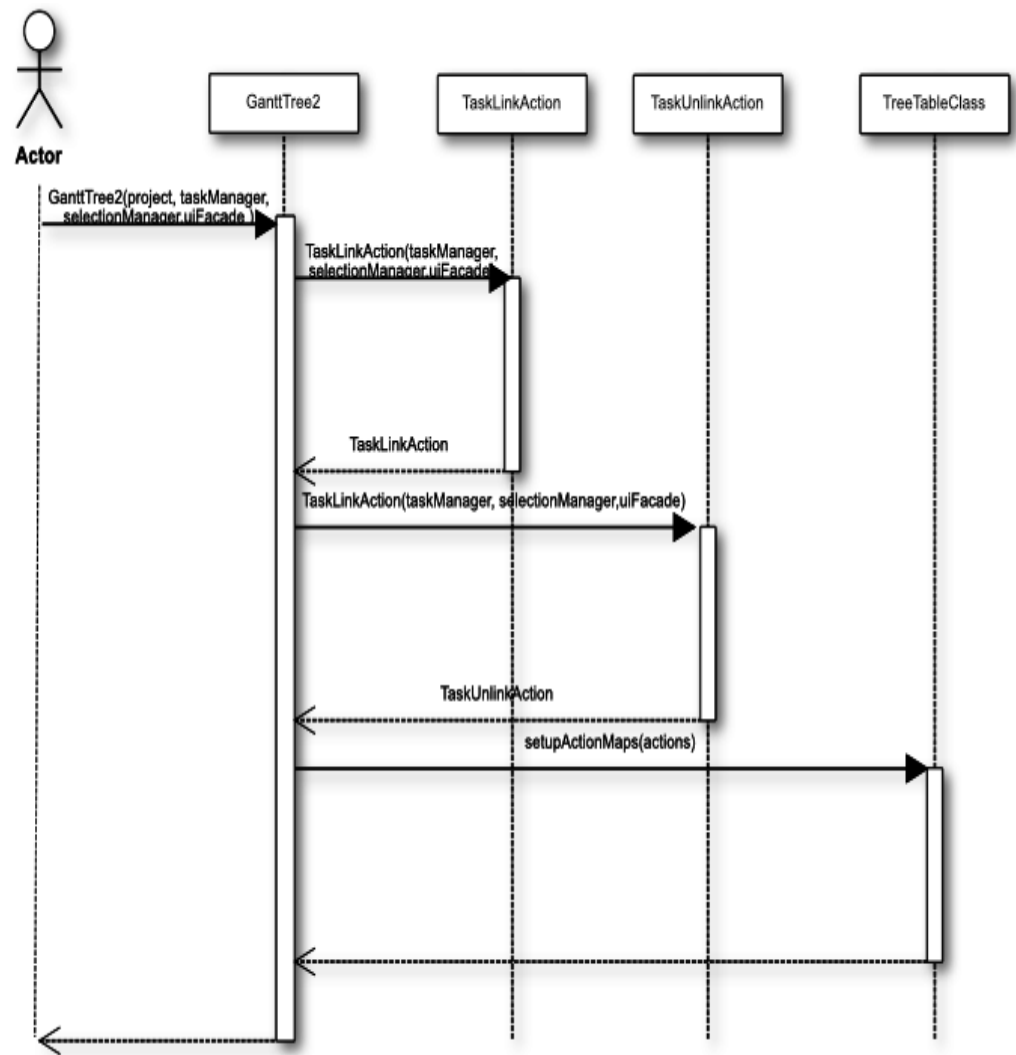 GanttTree2
TaskLinkAction
TaskUnlinkAction
TreeTableClass
Actor
GanttTree2(project, taskManager,
selectionManager,uiFacade )
TaskLinkAction(taskManager,
selectionManager,uiFacade)
TaskLinkAction
TaskLinkAction(taskManager, selectionManager,uiFacade)
TaskUnlinkAction
setupActionMaps(actions)